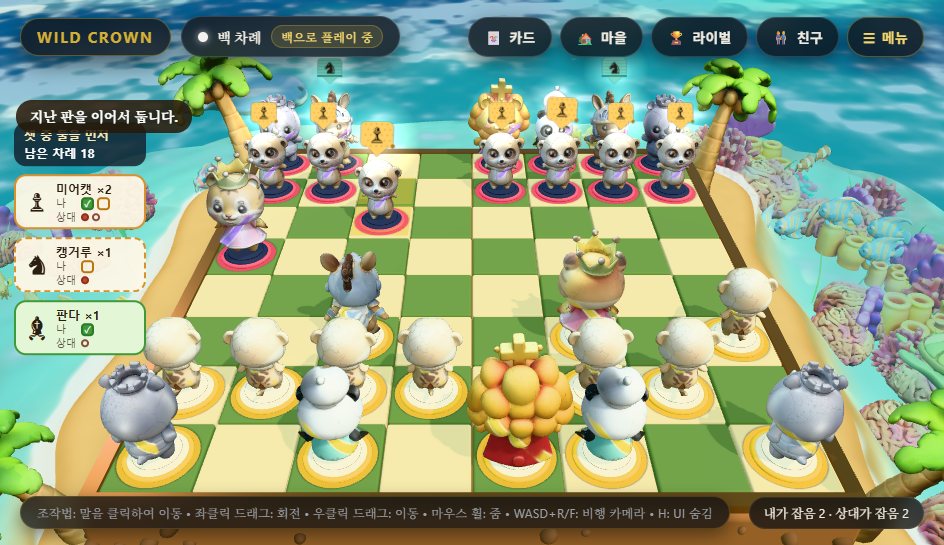 WILD CROWN
백 차례
백으로 플레이 중
카드
마을
라이벌
친구
메뉴
지난 판을 이어서 둡니다.
남은 차례 18
미어캣 ×2
나
상대
캥거루 ×1
나
상대
판다 ×1
나
상대
조작법: 말을 클릭하여 이동 • 좌클릭 드래그: 회전 • 우클릭 드래그: 이동 • 마우스 휠: 줌 • WASD+R/F: 비행 카메라 • H: UI 숨김
내가 잡음 2 · 상대가 잡음 2